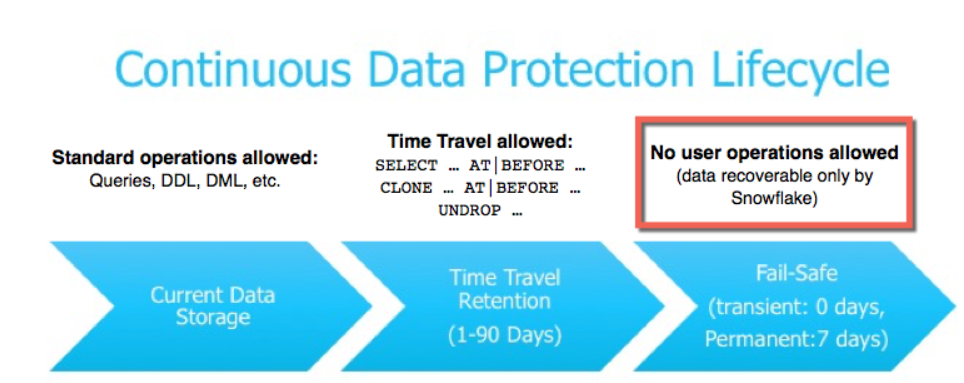 Continuous Data Protection Lifecycle
Standard operations allowed:
Queries, DDL, DML, etc.
Time Travel allowed:
SELECT … AT|BEFORE …
CLONE … AT|BEFORE …
UNDROP …
No user operations allowed
(data recoverable only by
Snowflake)
Current Data
Storage
Time Travel
Retention
(1-90 Days)
Fail-Safe
(transient: 0 days,
Permanent:7 days)